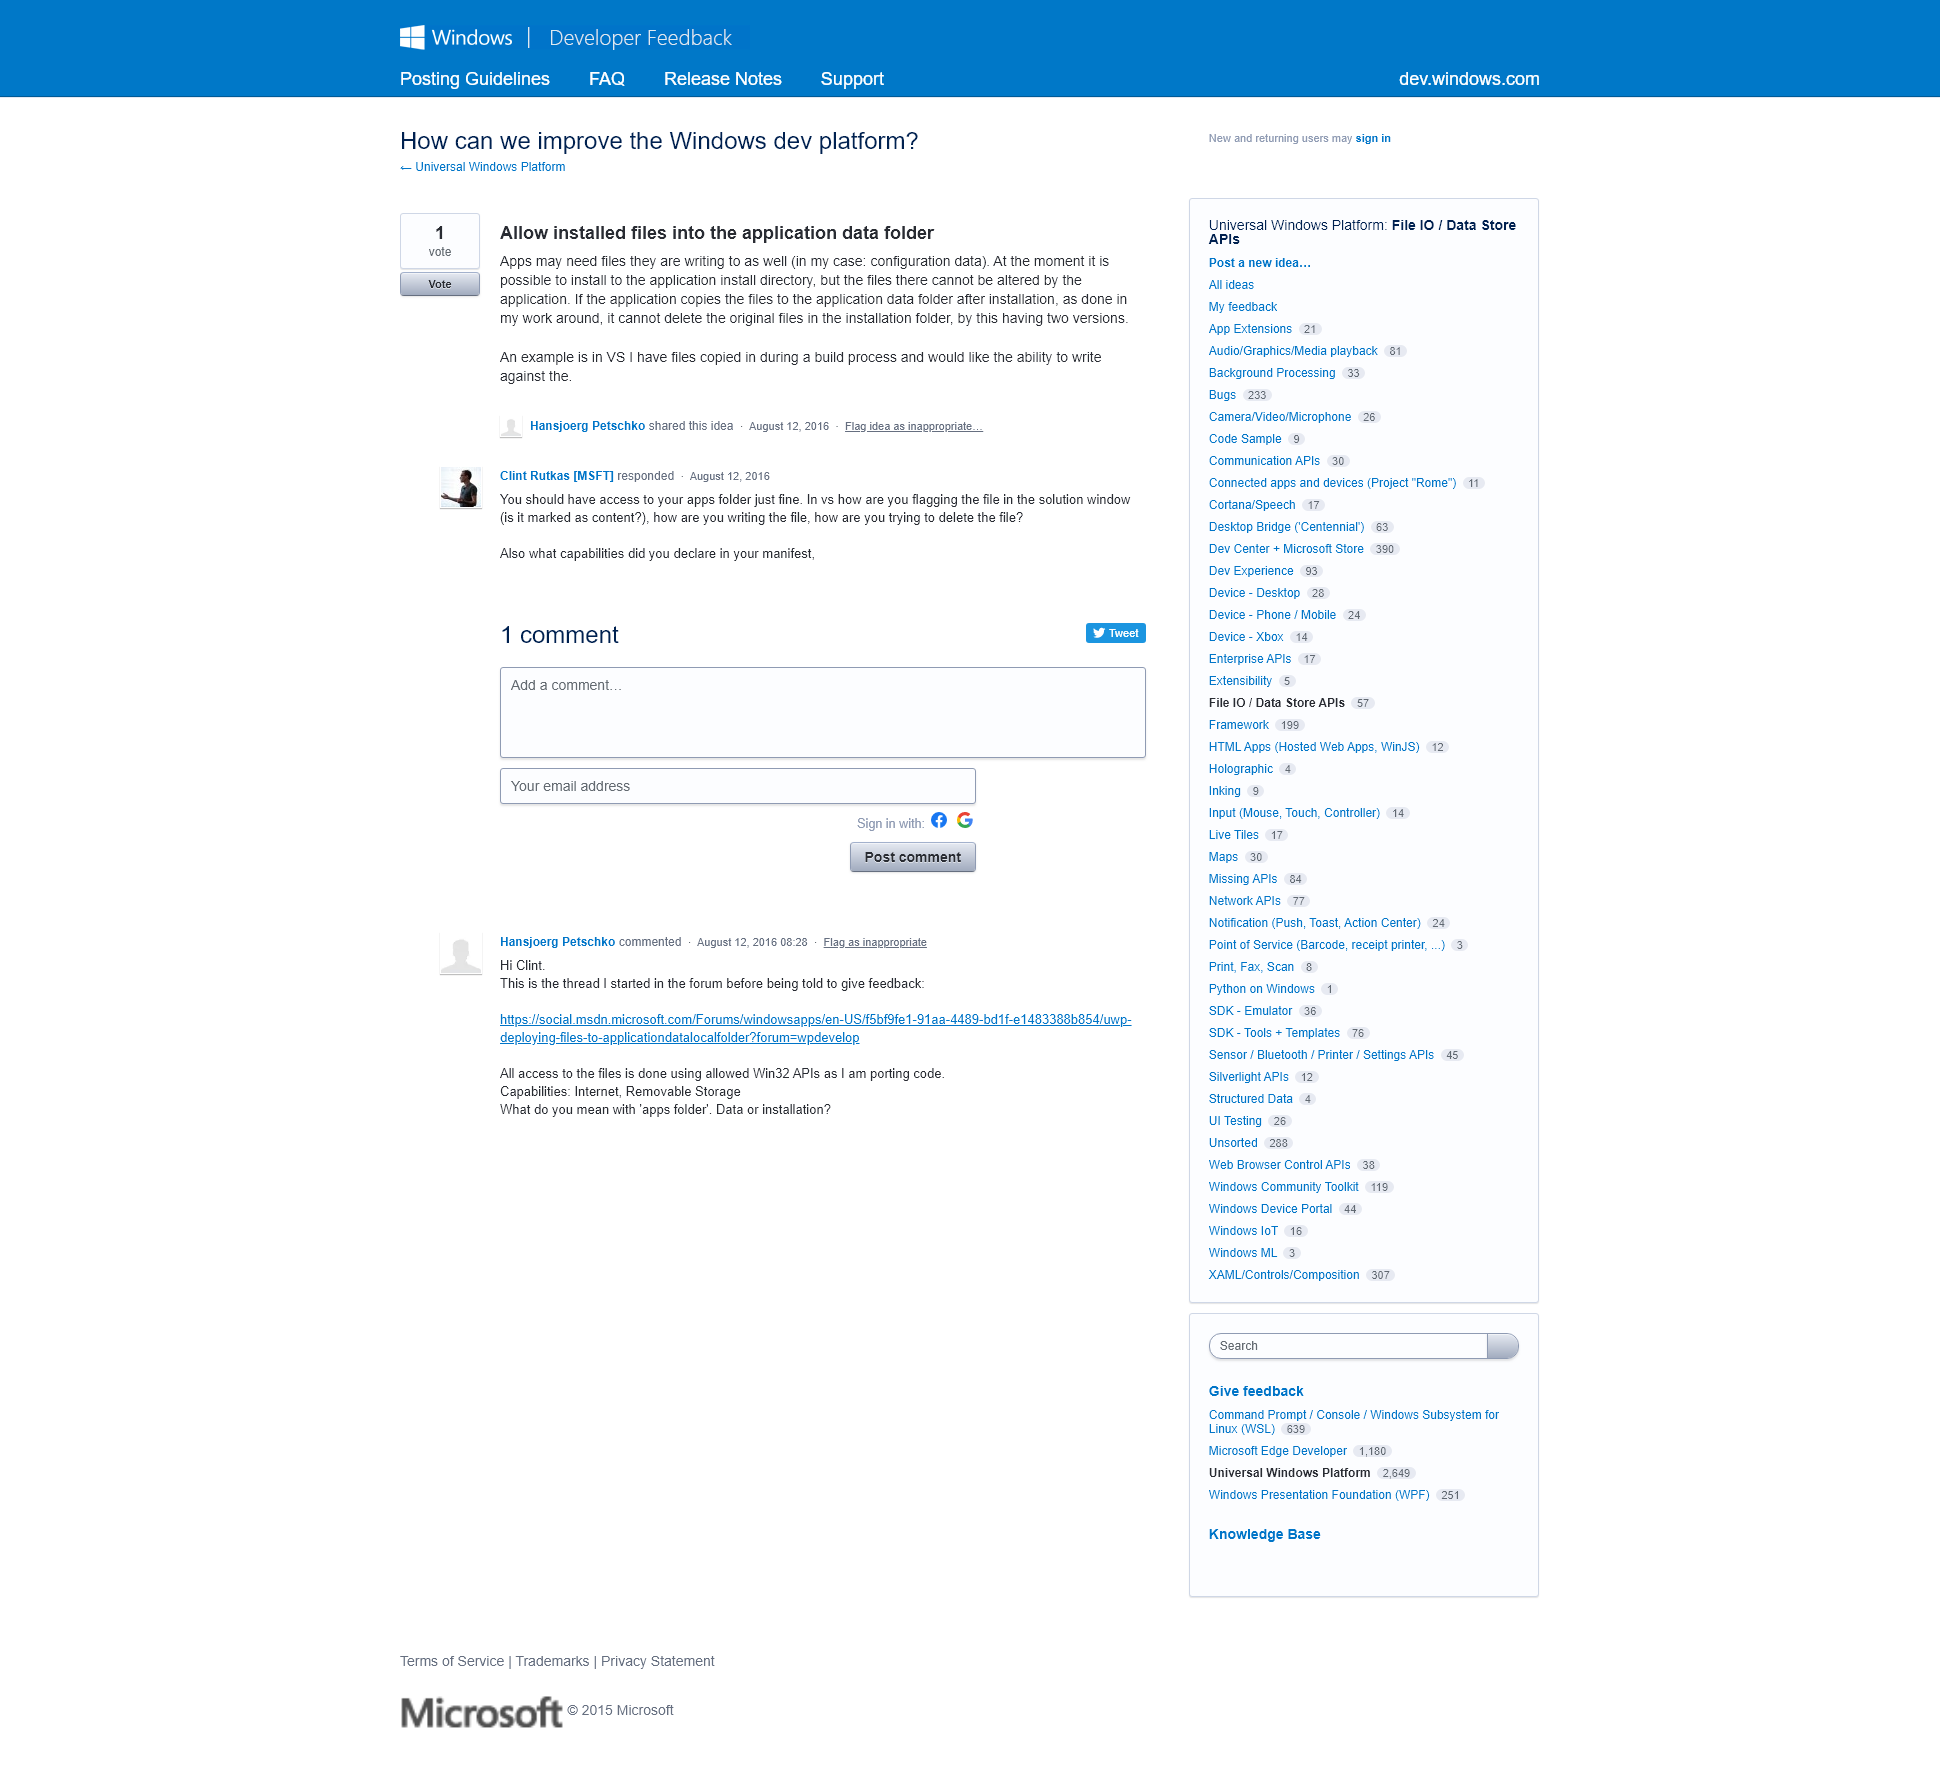 Windows | Developer Feedback
Posting Guidelines FAQ Release Notes Support dev.windows.com
How can we improve the Windows dev platform?
← Universal Windows Platform
New and returning users may sign in
1
vote
Vote
Allow installed files into the application data folder
Apps may need files they are writing to as well (in my case: configuration data). At the moment it is
possible to install to the application install directory, but the files there cannot be altered by the
application. If the application copies the files to the application data folder after installation, as done in
my work around, it cannot delete the original files in the installation folder, by this having two versions.
An example is in VS I have files copied in during a build process and would like the ability to write
against the.
Hansjoerg Petschko shared this idea · August 12, 2016 · Flag idea as inappropriate…
Clint Rutkas [MSFT] responded · August 12, 2016
You should have access to your apps folder just fine. In vs how are you flagging the file in the solution window
(is it marked as content?), how are you writing the file, how are you trying to delete the file?
Also what capabilities did you declare in your manifest,
1 comment
Tweet
Add a comment…
Your email address
Sign in with:
Post comment
Hansjoerg Petschko commented · August 12, 2016 08:28 · Flag as inappropriate
Hi Clint.
This is the thread I started in the forum before being told to give feedback:
https://social.msdn.microsoft.com/Forums/windowsapps/en-US/f5bf9fe1-91aa-4489-bd1f-e1483388b854/uwp-
deploying-files-to-applicationdatalocalfolder?forum=wpdevelop
All access to the files is done using allowed Win32 APIs as I am porting code.
Capabilities: Internet, Removable Storage
What do you mean with 'apps folder'. Data or installation?
Universal Windows Platform: File IO / Data Store
APIs
Post a new idea…
All ideas
My feedback
App Extensions 21
Audio/Graphics/Media playback 81
Background Processing 33
Bugs 233
Camera/Video/Microphone 26
Code Sample 9
Communication APIs 30
Connected apps and devices (Project "Rome") 11
Cortana/Speech 17
Desktop Bridge ('Centennial') 63
Dev Center + Microsoft Store 390
Dev Experience 93
Device - Desktop 28
Device - Phone / Mobile 24
Device - Xbox 14
Enterprise APIs 17
Extensibility 5
File IO / Data Store APIs 57
Framework 199
HTML Apps (Hosted Web Apps, WinJS) 12
Holographic 4
Inking 9
Input (Mouse, Touch, Controller) 14
Live Tiles 17
Maps 30
Missing APIs 84
Network APIs 77
Notification (Push, Toast, Action Center) 24
Point of Service (Barcode, receipt printer, ...) 3
Print, Fax, Scan 8
Python on Windows 1
SDK - Emulator 36
SDK - Tools + Templates 76
Sensor / Bluetooth / Printer / Settings APIs 45
Silverlight APIs 12
Structured Data 4
UI Testing 26
Unsorted 288
Web Browser Control APIs 38
Windows Community Toolkit 119
Windows Device Portal 44
Windows IoT 16
Windows ML 3
XAML/Controls/Composition 307
Search
Give feedback
Command Prompt / Console / Windows Subsystem for
Linux (WSL) 639
Microsoft Edge Developer 1,180
Universal Windows Platform 2,649
Windows Presentation Foundation (WPF) 251
Knowledge Base
Terms of Service | Trademarks | Privacy Statement
Microsoft © 2015 Microsoft